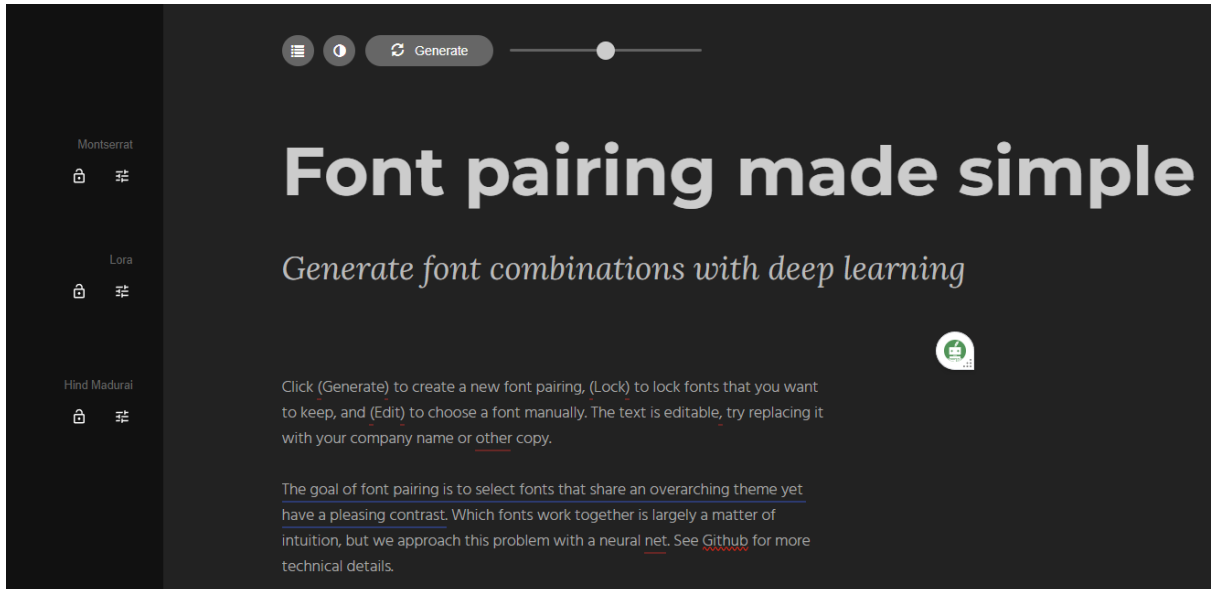 Generate
Montserrat
Font pairing made simple
Lora
Generate font combinations with deep learning
Hind Madurai
Click (Generate) to create a new font pairing, (Lock) to lock fonts that you want
to keep, and (Edit) to choose a font manually. The text is editable, try replacing it
with your company name or other copy.
The goal of font pairing is to select fonts that share an overarching theme yet
have a pleasing contrast. Which fonts work together is largely a matter of
intuition, but we approach this problem with a neural net. See Github for more
technical details.